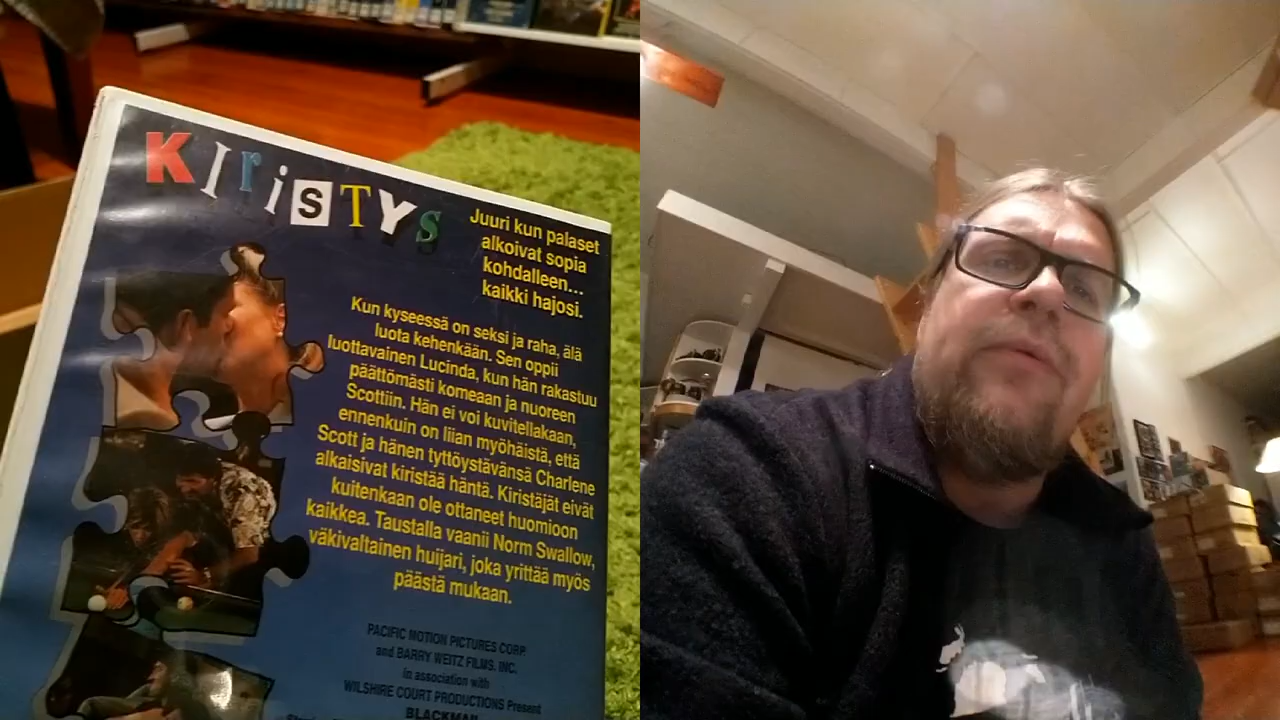 KIriSTYS
Juuri kun palaset
alkoivat sopia
kohdalleen...
kaikki hajosi.
Kun kyseessä on seksi ja raha, älä
luota kehenkään. Sen oppii
luottavainen Lucinda, kun hän rakastuu
päättömästi komeaan ja nuoreen
Scottiin. Hän ei voi kuvitellakaan,
ennenkuin on liian myöhäistä, että
Scott ja hänen tyttöystävänsä Charlene
alkaisivat kiristää häntä. Kiristäjät eivät
kuitenkaan ole ottaneet huomioon
kaikkea. Taustalla vaanii Norm Swallow,
väkivaltainen huijari, joka yrittää myös
päästä mukaan.
PACIFIC MOTION PICTURES CORP.
and BARRY WEITZ FILMS, INC.
in association with
WILSHIRE COURT PRODUCTIONS Present
BLACKMAIL